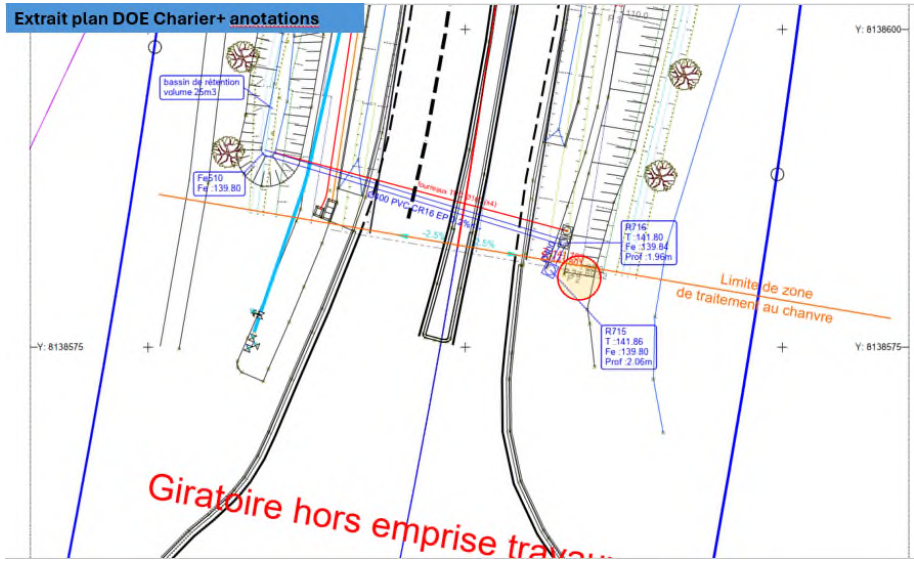 Extrait plan DOE Charier+ anotations
Y: 8138600
bassin de rétention
volume 25m3
Fe510
Fe :139.80
-2.5%
2.5%
R716
T :141.80
Fe :139.84
Prof :1.96m
Limite de zone
de traitement au chanvre
R715
T :141.86
Fe :139.80
Prof :2.06m
Y: 8138575
Y: 8138575
Giratoire hors emprise